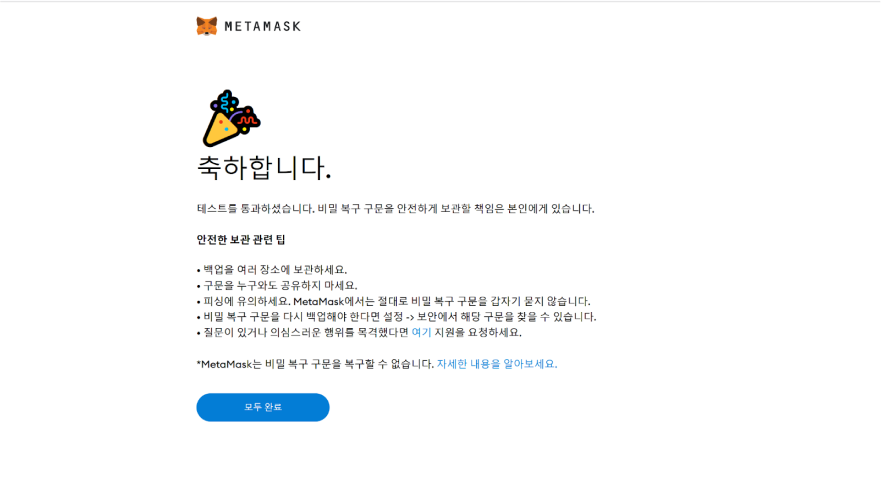 METAMASK
축하합니다.
테스트를 통과하셨습니다. 비밀 복구 구문을 안전하게 보관할 책임은 본인에게 있습니다.
안전한 보관 관련 팁
• 백업을 여러 장소에 보관하세요.
• 구문을 누구와도 공유하지 마세요.
• 피싱에 유의하세요. MetaMask에서는 절대로 비밀 복구 구문을 갑자기 묻지 않습니다.
• 비밀 복구 구문을 다시 백업해야 한다면 설정 -> 보안에서 해당 구문을 찾을 수 있습니다.
• 질문이 있거나 의심스러운 행위를 목격했다면 여기 지원을 요청하세요.
*MetaMask는 비밀 복구 구문을 복구할 수 없습니다. 자세한 내용을 알아보세요.
모두 완료